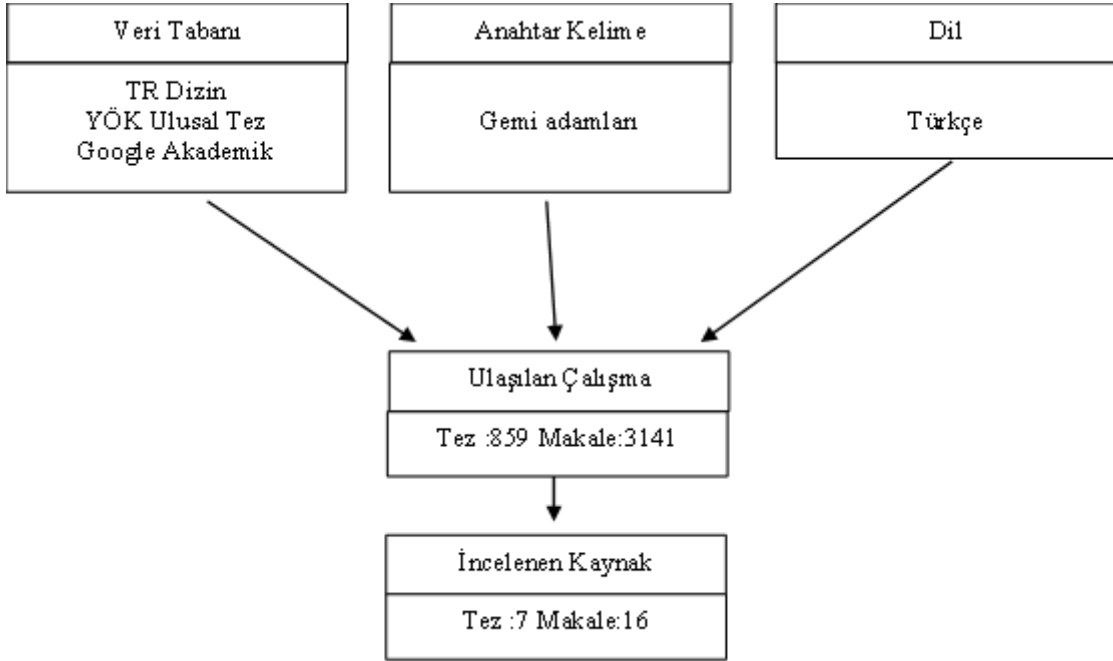 Veri Tabanı
TR Dizin
YÖK Ulusal Tez
Google Akademik
Anahtar Kelime
Gemi adamları
Dil
Türkçe
Ulaşılan Çalışma
Tez :859 Makale:3141
İncelenen Kaynak
Tez :7 Makale:16